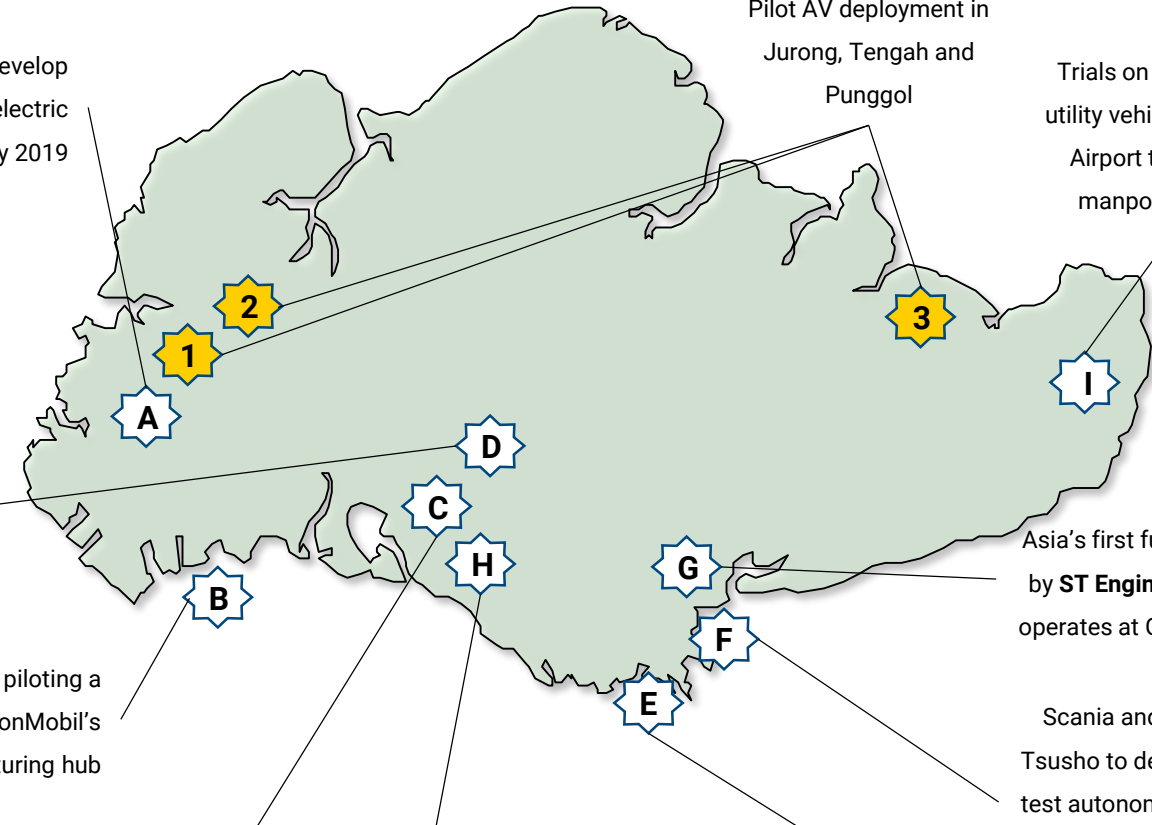 Pilot AV deployment in
Jurong, Tengah and
Punggol
evelop
electric
y 2019
Trials on
utility vehi
Airport t
manpo
2
1
3
A
I
D
C
H
G
B
F
E
Asia’s first fu
by ST Engin
operates at C
piloting a
onMobil’s
turing hub
Scania and
Tsusho to de
test autonom